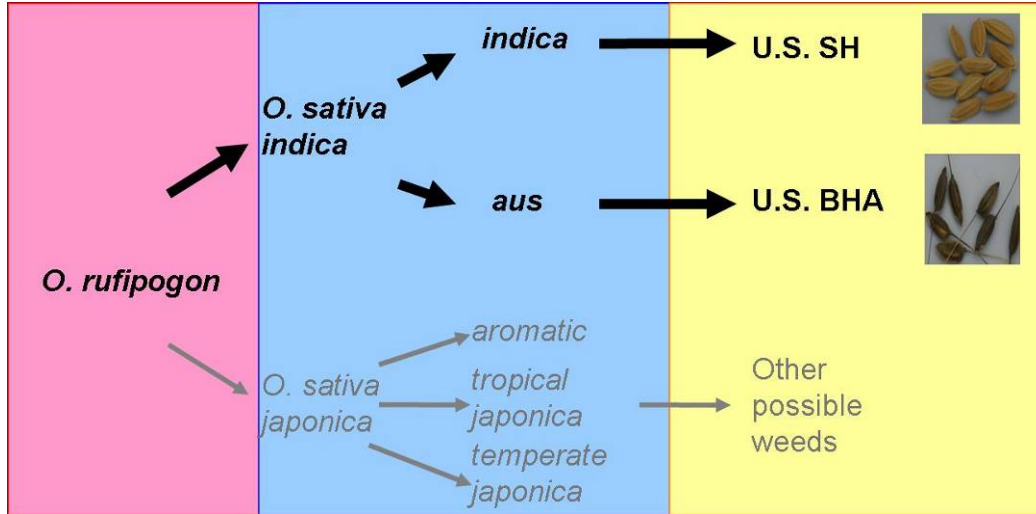 O. rufipogon
O. sativa
indica
indica
aus
U.S. SH
U.S. BHA
O. sativa
japonica
aromatic
tropical
japonica
temperate
japonica
Other
possible
weeds